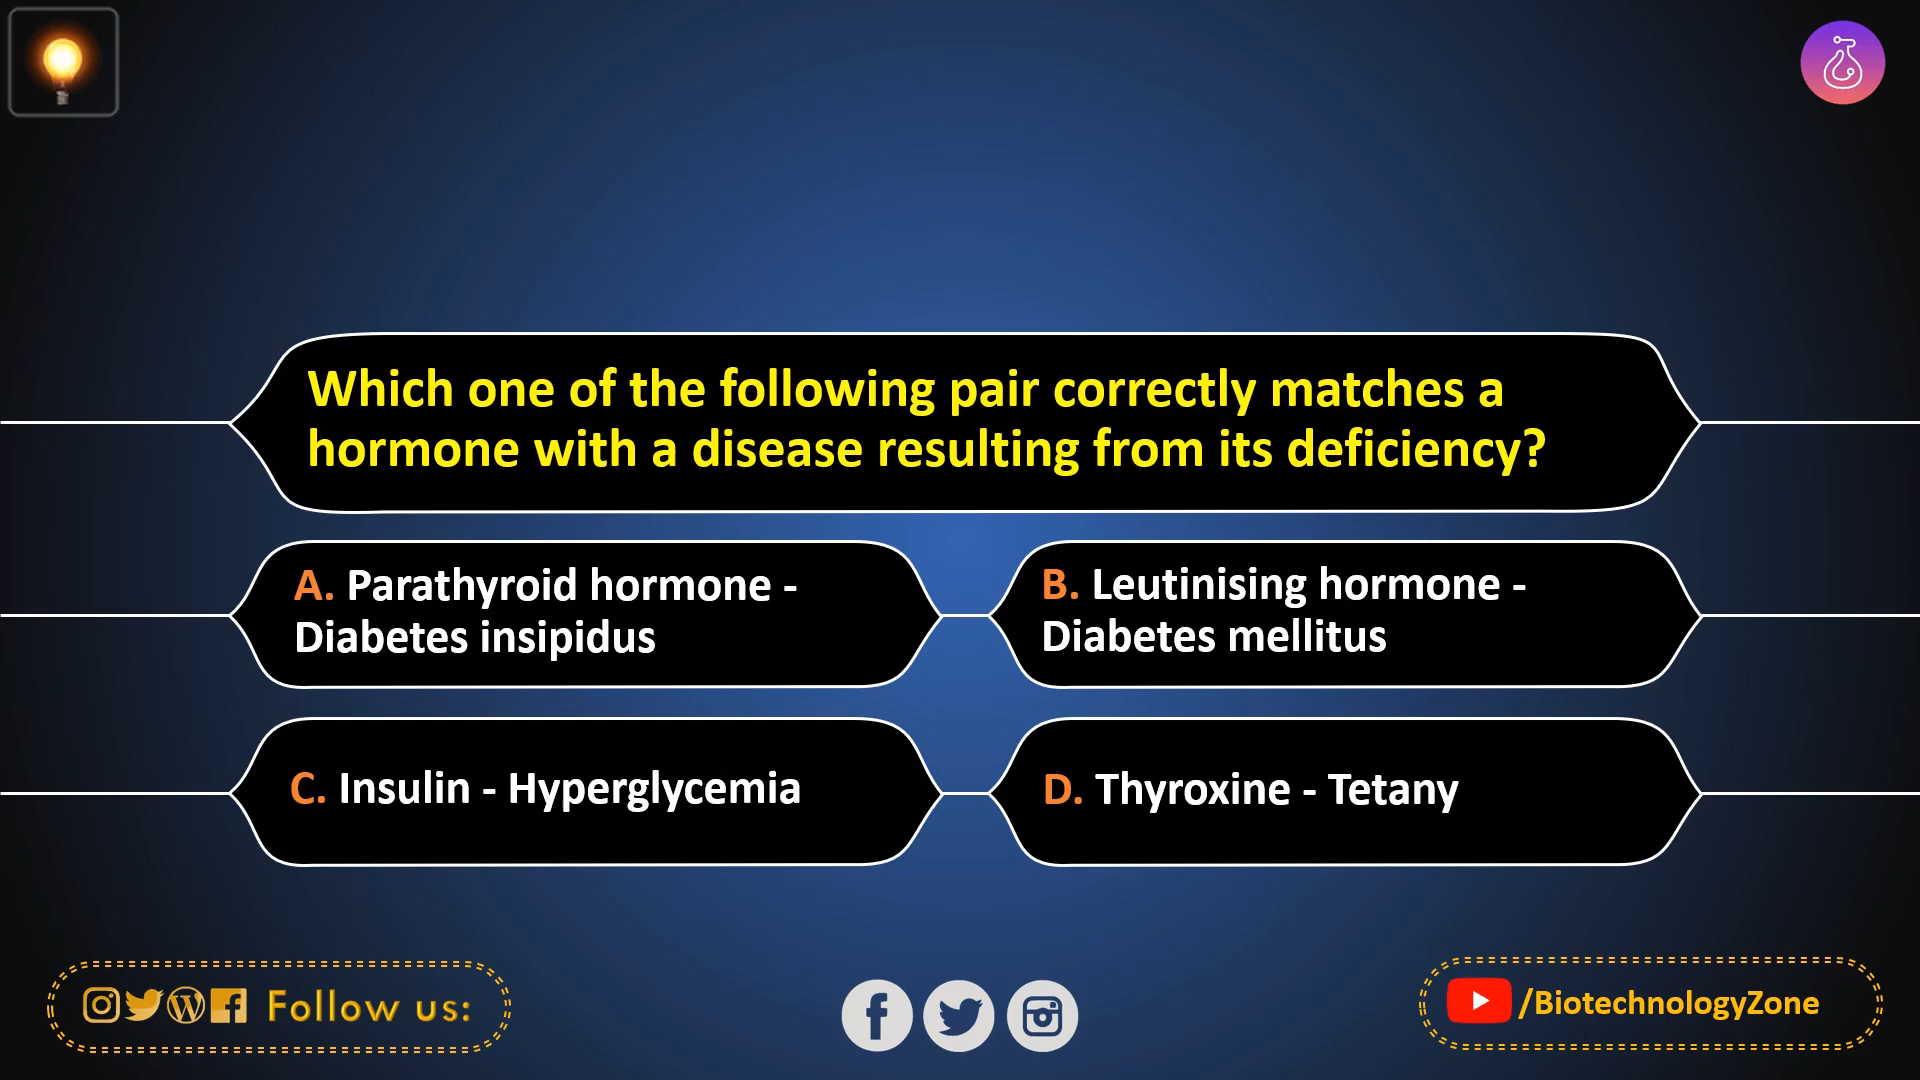 Which one of the following pair correctly matches a
hormone with a disease resulting from its deficiency?
A. Parathyroid hormone -
Diabetes insipidus
B. Leutinising hormone -
Diabetes mellitus
C. Insulin - Hyperglycemia
D. Thyroxine - Tetany
Follow us:
/BiotechnologyZone